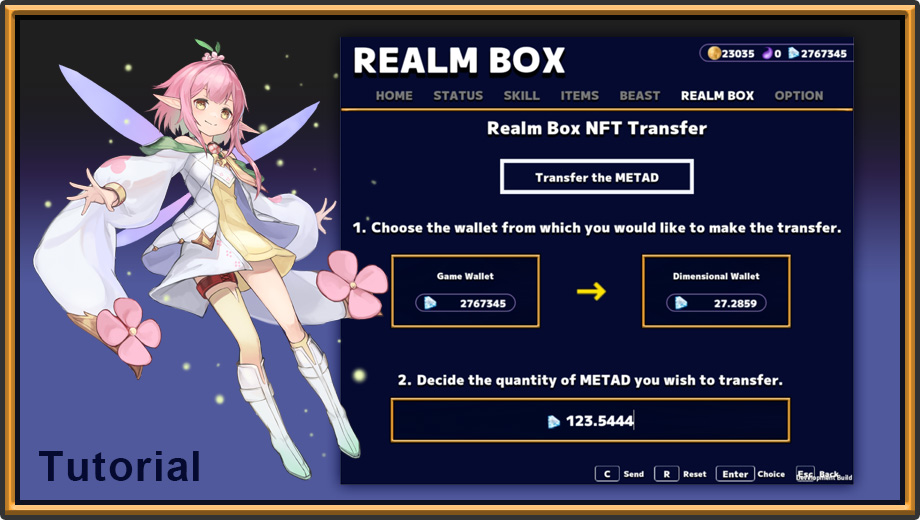 REALM BOX
23035 0 2767345
HOME STATUS SKILL ITEMS BEAST REALM BOX OPTION
Realm Box NFT Transfer
Transfer the METAD
1. Choose the wallet from which you would like to make the transfer.
Game Wallet
2767345
Dimensional Wallet
27.2859
2. Decide the quantity of METAD you wish to transfer.
123.5444
C Send R Reset Enter Choice Esc Back
Development Build
Tutorial